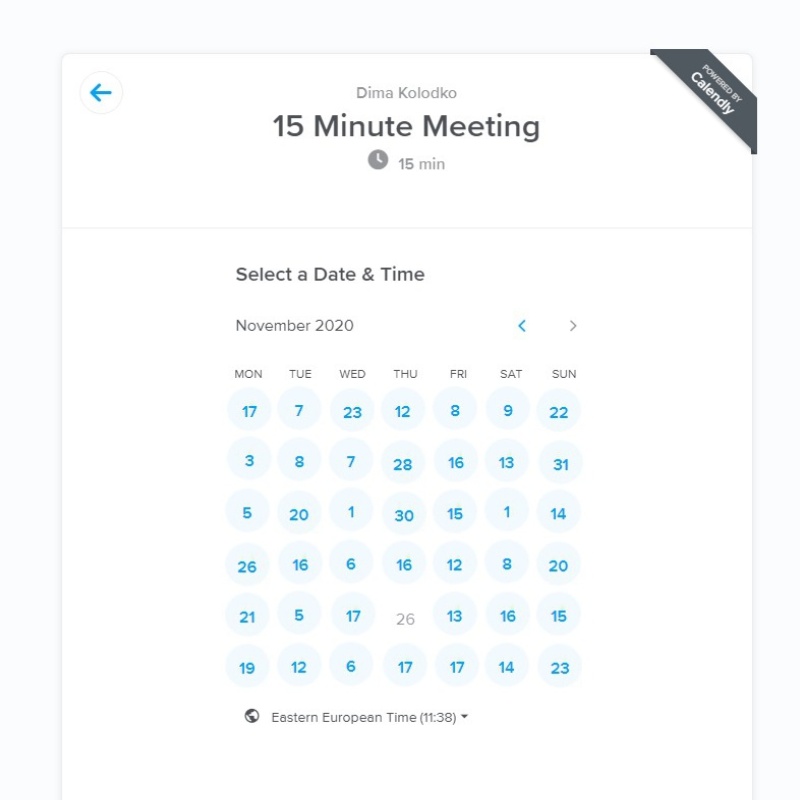 POWERED BY
Calendly
Dima Kolodko
15 Minute Meeting
15 min
Select a Date & Time
November 2020
MON TUE WED THU FRI SAT SUN
17 7 23 12 8 9 22
3 8 7 28 16 13 31
5 20 1 30 15 1 14
26 16 6 16 12 8 20
21 5 17 26 13 16 15
19 12 6 17 17 14 23
Eastern European Time (11:38)